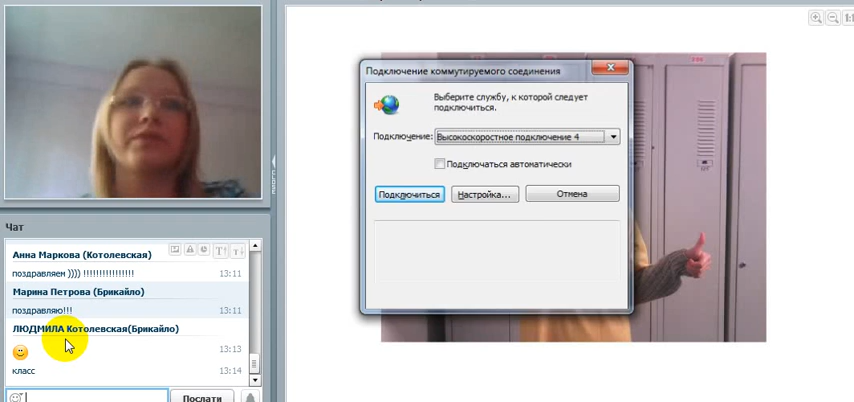 Подключение коммутируемого соединения
Выберите службу, к которой следует
подключиться.
Подключение:
Высокоскоростное подключение 4
Подключаться автоматически
Подключиться
Настройка...
Отмена
Чат
Анна Маркова (Котолевская)
поздравляем )))) !!!!!!!!!!!!!!!!
13:11
Марина Петрова (Брикайло)
поздравляю!!!
13:11
ЛЮДМИЛА Котолевская(Брикайло)
13:13
класс
13:14
Послати